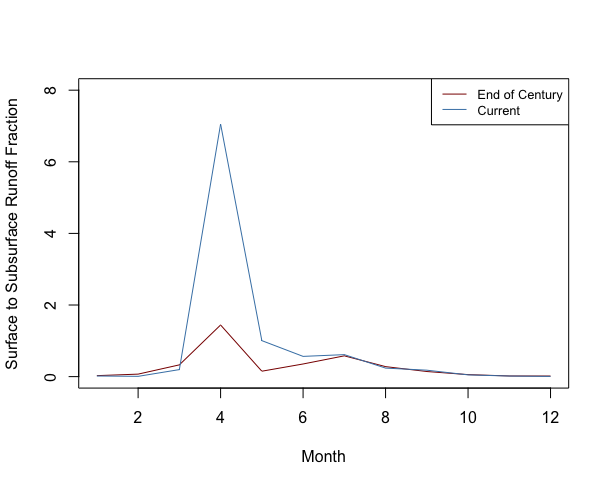 End of Century
Current
Surface to Subsurface Runoff Fraction
8
6
4
2
0
2 4 6 8 10 12
Month